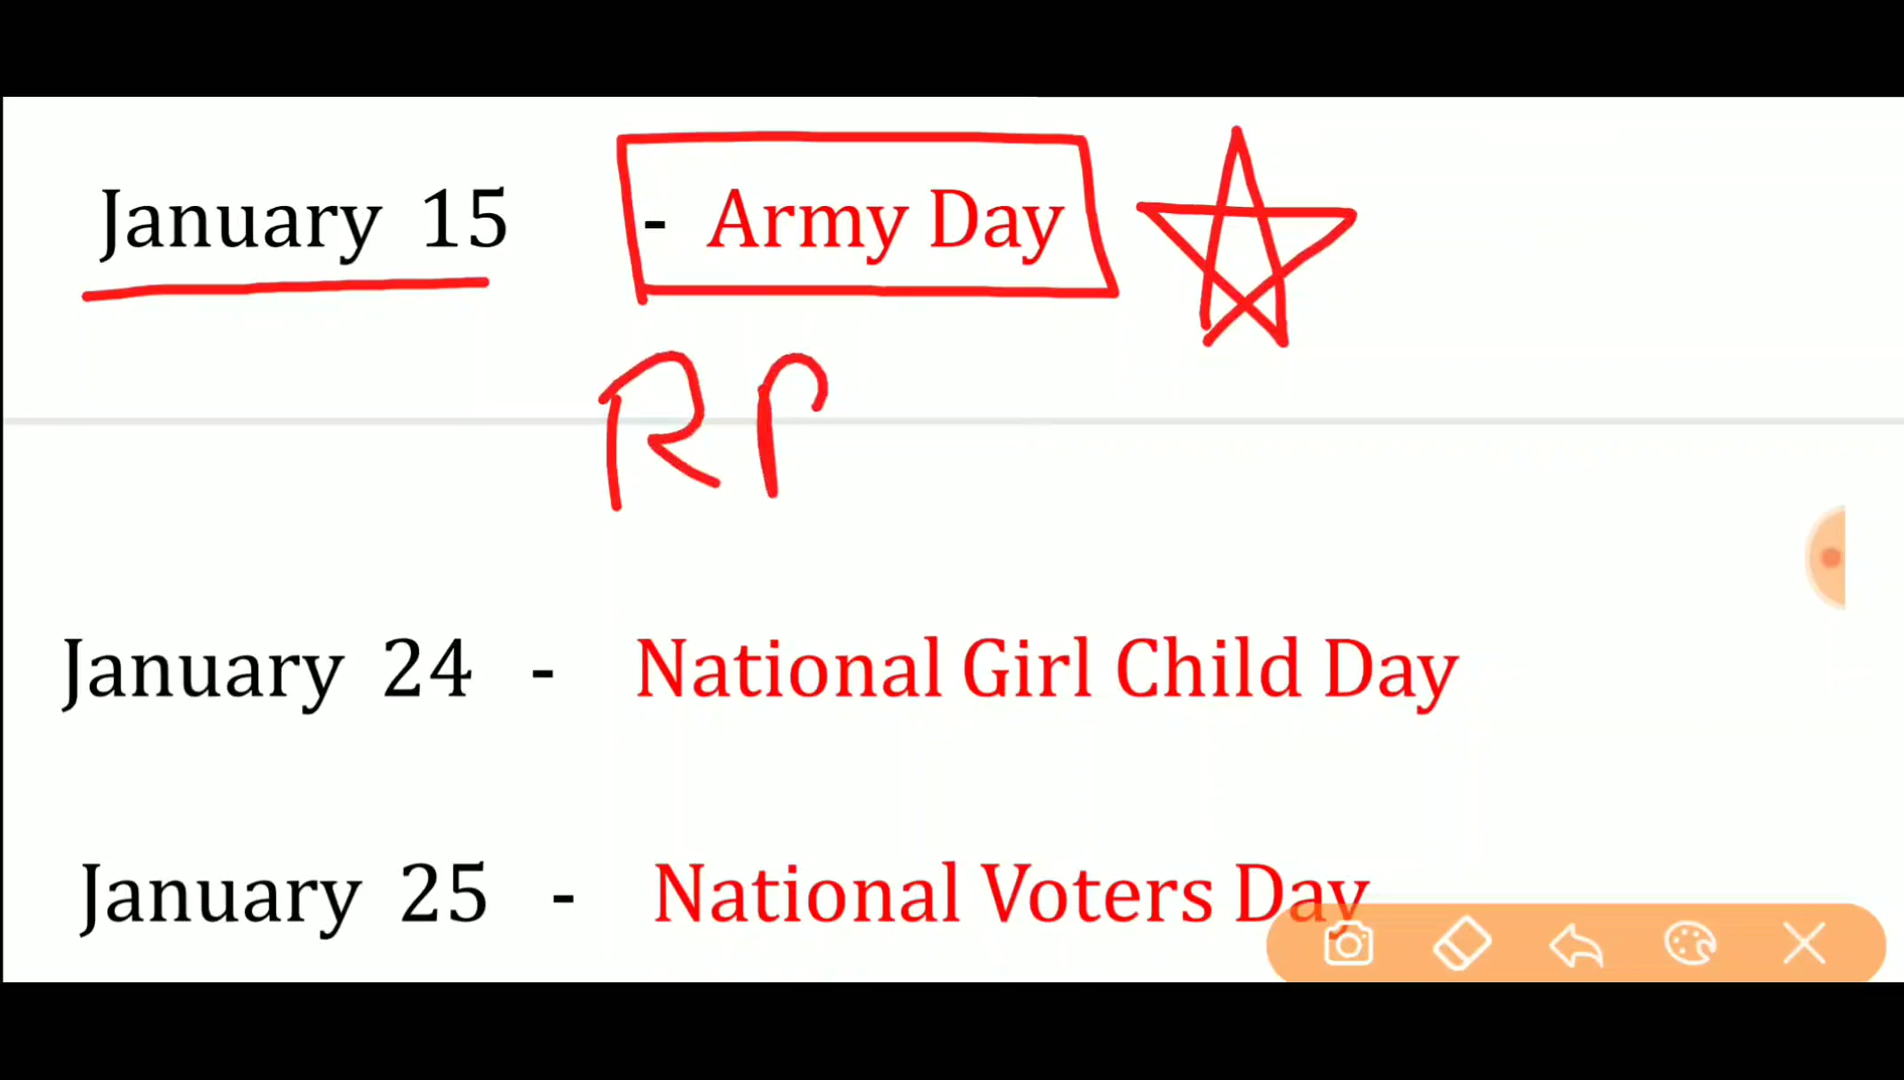 January 15 - Army Day
RP
January 24 - National Girl Child Day
January 25 - National Voters Day